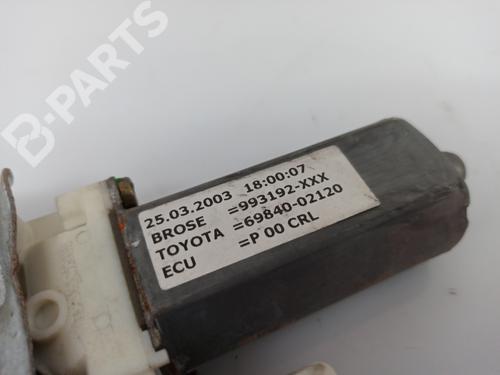 B-PARTS
25.03.2003 18:00:07
BROSE =993192-XXX
TOYOTA =69840-02120
ECU =P 00 CRL